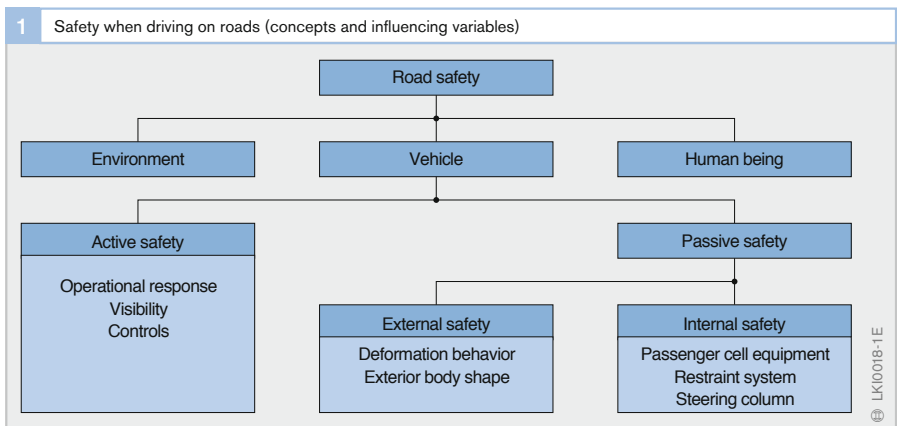 1 Safety when driving on roads (concepts and influencing variables)
Road safety
Environment
Vehicle
Human being
Active safety
Operational response
Visibility
Controls
Passive safety
External safety
Deformation behavior
Exterior body shape
Internal safety
Passenger cell equipment
Restraint system
Steering column
LKI0018-1E